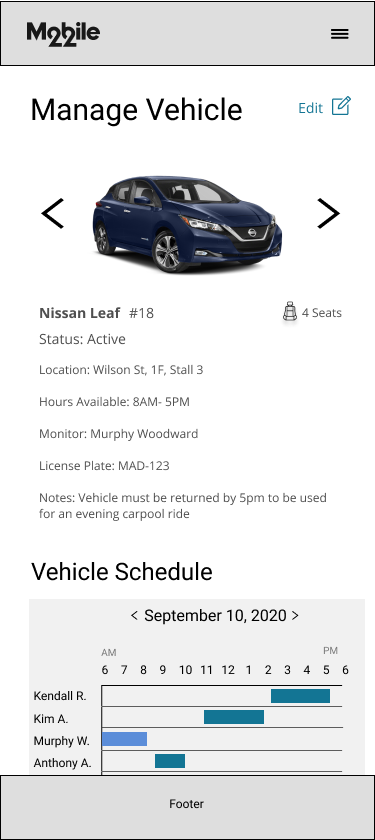 Mo22bile
Manage Vehicle
Edit
Nissan Leaf #18
4 Seats
Status: Active
Location: Wilson St, 1F, Stall 3
Hours Available: 8AM- 5PM
Monitor: Murphy Woodward
License Plate: MAD-123
Notes: Vehicle must be returned by 5pm to be used
for an evening carpool ride
Vehicle Schedule
< September 10, 2020 >
AM PM
6 7 8 9 10 11 12 1 2 3 4 5 6
Kendall R.
Kim A.
Murphy W.
Anthony A.
Footer